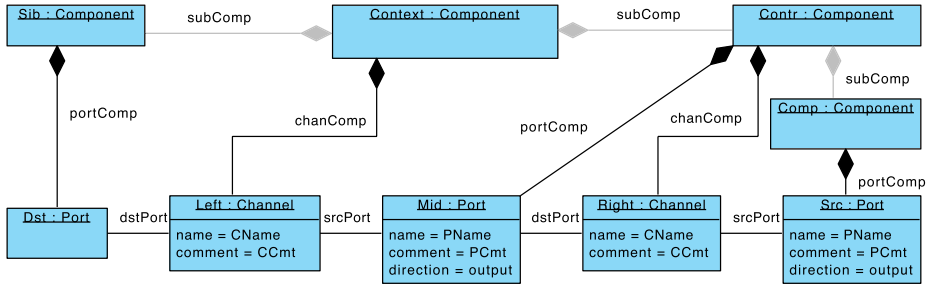 Sib : Component
subComp
Context : Component
subComp
Contr : Component
subComp
Comp : Component
portComp
chanComp
portComp
chanComp
portComp
Dst : Port
dstPort
Left : Channel
name = CName
comment = CCmt
srcPort
Mid : Port
name = PName
comment = PCmt
direction = output
dstPort
Right : Channel
name = CName
comment = CCmt
srcPort
Src : Port
name = PName
comment = PCmt
direction = output